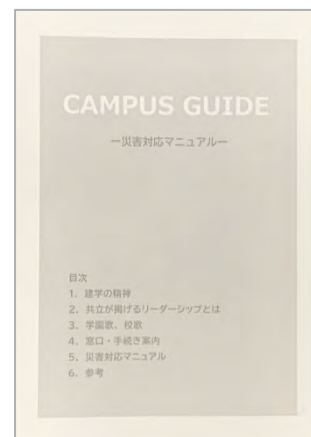 CAMPUS GUIDE
ー災害対応マニュアルー
目次
1. 建学の精神
2. 共立が掲げるリーダーシップとは
3. 学園歌、校歌
4. 窓口・手続き案内
5. 災害対応マニュアル
6. 参考